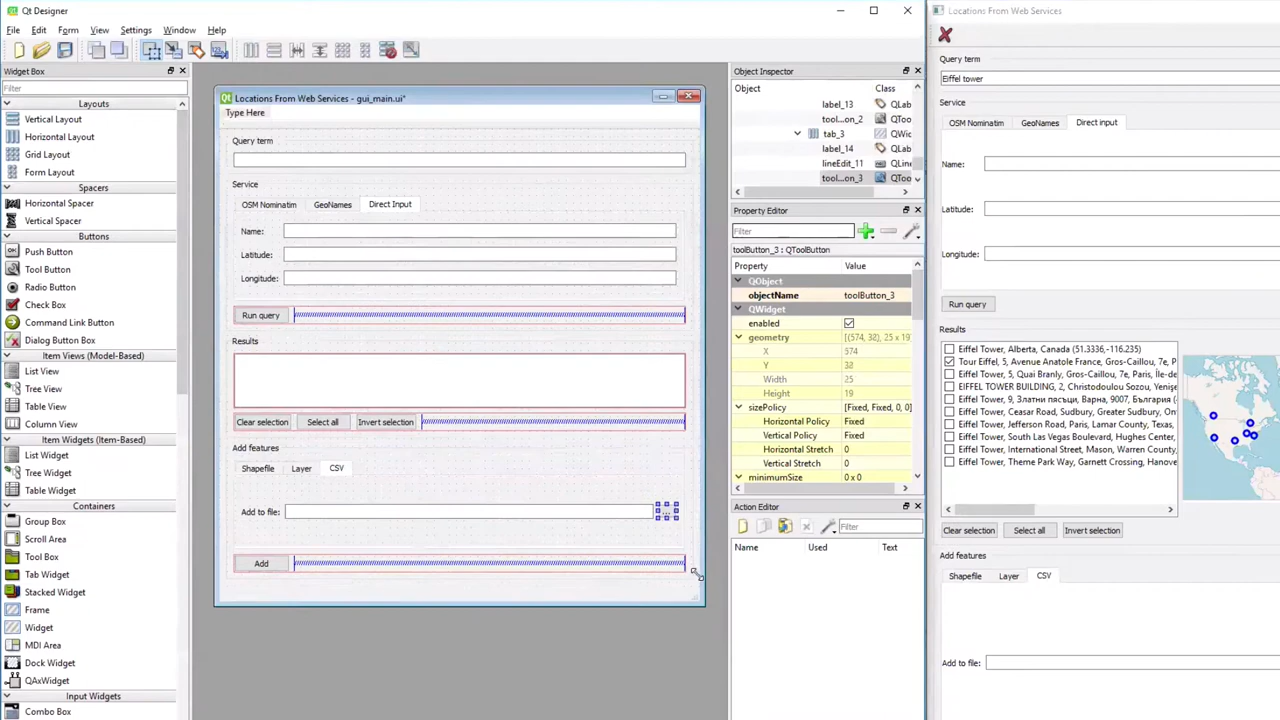 Qt Designer
File Edit Form View Settings Window Help
Widget Box
Filter
Layouts
Vertical Layout
Horizontal Layout
Grid Layout
Form Layout
Spacers
Horizontal Spacer
Vertical Spacer
Buttons
Push Button
Tool Button
Radio Button
Check Box
Command Link Button
Dialog Button Box
Item Views (Model-Based)
List View
Tree View
Table View
Column View
Item Widgets (Item-Based)
List Widget
Tree Widget
Table Widget
Containers
Group Box
Scroll Area
Tool Box
Tab Widget
Stacked Widget
Frame
Widget
MDI Area
Dock Widget
QAxWidget
Input Widgets
Combo Box
Locations From Web Services - gui_main.ui*
Type Here
Query term
Service
OSM Nominatim GeoNames Direct Input
Name:
Latitude:
Longitude:
Run query
Results
Clear selection Select all Invert selection
Add features
Shapefile Layer CSV
Add to file: ...
Add
Object Inspector
Object Class
label_13 QLab
tool...on_2 QToo
tab_3 QWic
label_14 QLab
lineEdit_11 QLine
tool...on_3 QToo
Property Editor
Filter
toolButton_3 : QToolButton
Property Value
QObject
objectName toolButton_3
QWidget
enabled
geometry [(574, 38), 25 x 19]
X 574
Y 38
Width 25
Height 19
sizePolicy [Fixed, Fixed, 0, 0]
Horizontal Policy Fixed
Vertical Policy Fixed
Horizontal Stretch 0
Vertical Stretch 0
minimumSize 0 x 0
Action Editor
Filter
Name Used Text
Locations From Web Services
Query term
Eiffel tower
Service
OSM Nominatim GeoNames Direct input
Name:
Latitude:
Longitude:
Run query
Results
Eiffel Tower, Alberta, Canada (51.3336,-116.235)
Tour Eiffel, 5, Avenue Anatole France, Gros-Caillou, 7e, P
Eiffel Tower, 5, Quai Branly, Gros-Caillou, 7e, Paris, Île-de
EIFFEL TOWER BUILDING, 2, Christodoulou Sozou, Yenişe
Eiffel Tower, 9, Златни пясъци, Варна, 9007, България (
Eiffel Tower, Ceasar Road, Sudbury, Greater Sudbury, Ont
Eiffel Tower, Jefferson Road, Paris, Lamar County, Texas,
Eiffel Tower, South Las Vegas Boulevard, Hughes Center,
Eiffel Tower, International Street, Mason, Warren County,
Eiffel Tower, Theme Park Way, Garnett Crossing, Hanove
Clear selection Select all Invert selection
Add features
Shapefile Layer CSV
Add to file: